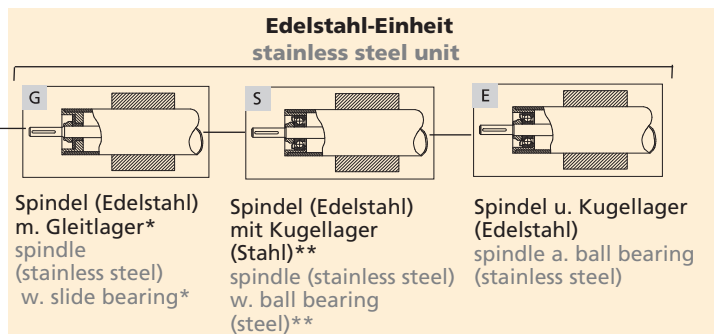 Edelstahl-Einheit
stainless steel unit
G
S
E
Spindel (Edelstahl)
m. Gleitlager*
spindle
(stainless steel)
w. slide bearing*
Spindel (Edelstahl)
mit Kugellager
(Stahl)**
spindle (stainless steel)
w. ball bearing
(steel)**
Spindel u. Kugellager
(Edelstahl)
spindle a. ball bearing
(stainless steel)